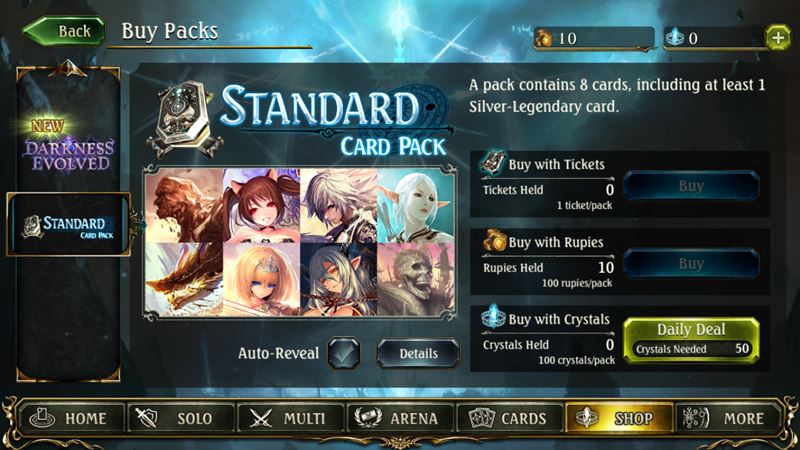 Back
Buy Packs
10
0
NEW
DARKNESS
EVOLVED
STANDARD
CARD PACK
STANDARD
CARD PACK
A pack contains 8 cards, including at least 1
Silver-Legendary card.
Buy with Tickets
Tickets Held 0
1 ticket/pack
Buy
Buy with Rupies
Rupies Held 10
100 rupies/pack
Buy
Buy with Crystals
Crystals Held 0
100 crystals/pack
Daily Deal
Crystals Needed 50
Auto-Reveal
Details
HOME
SOLO
MULTI
ARENA
CARDS
SHOP
MORE